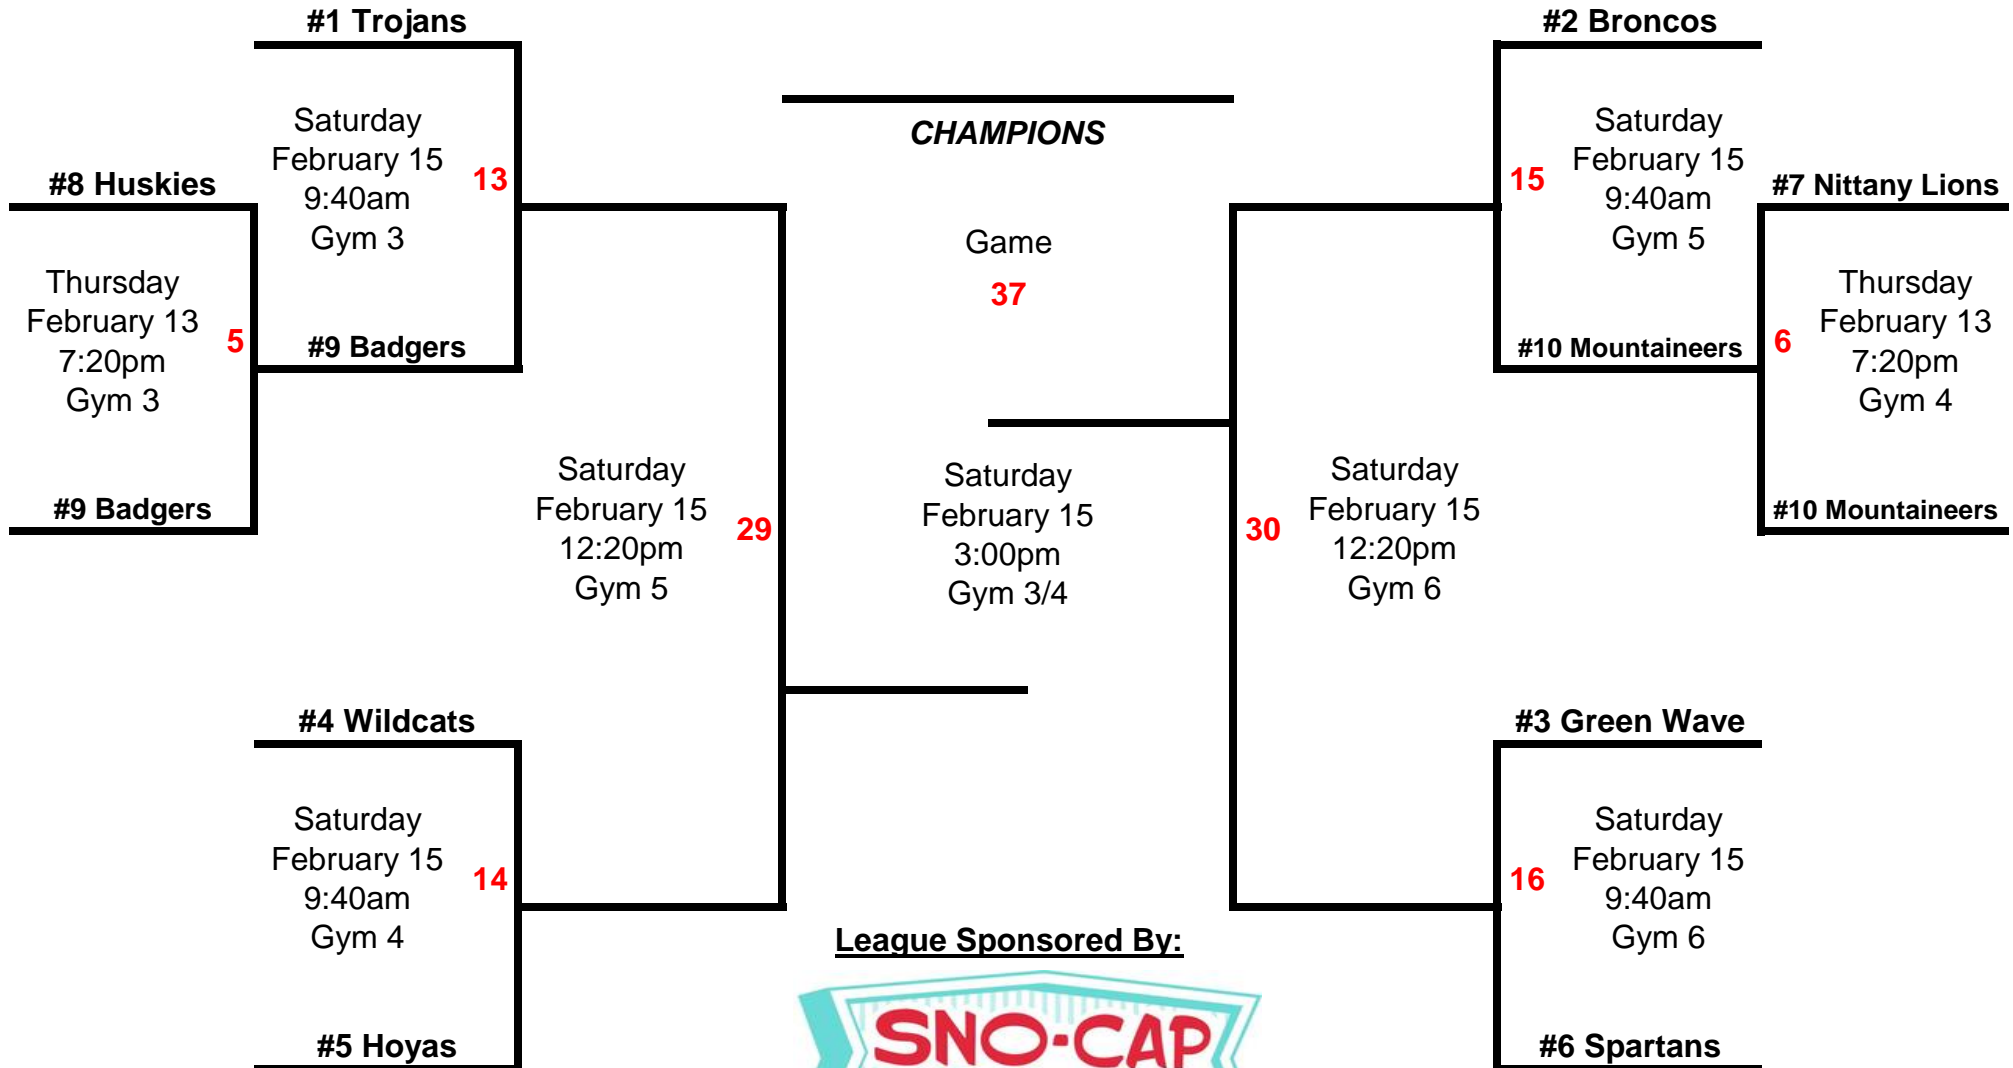 #1 Trojans
#2 Broncos
Saturday
February 15
9:40am
Gym 3
13
CHAMPIONS
15
Saturday
February 15
9:40am
Gym 5
#8 Huskies
#7 Nittany Lions
Thursday
February 13
7:20pm
Gym 3
5
#9 Badgers
Game
37
#10 Mountaineers
6
Thursday
February 13
7:20pm
Gym 4
#9 Badgers
#10 Mountaineers
Saturday
February 15
12:20pm
Gym 5
29
Saturday
February 15
3:00pm
Gym 3/4
30
Saturday
February 15
12:20pm
Gym 6
#4 Wildcats
#3 Green Wave
Saturday
February 15
9:40am
Gym 4
14
16
Saturday
February 15
9:40am
Gym 6
#5 Hoyas
#6 Spartans
League Sponsored By:
SNO-CAP